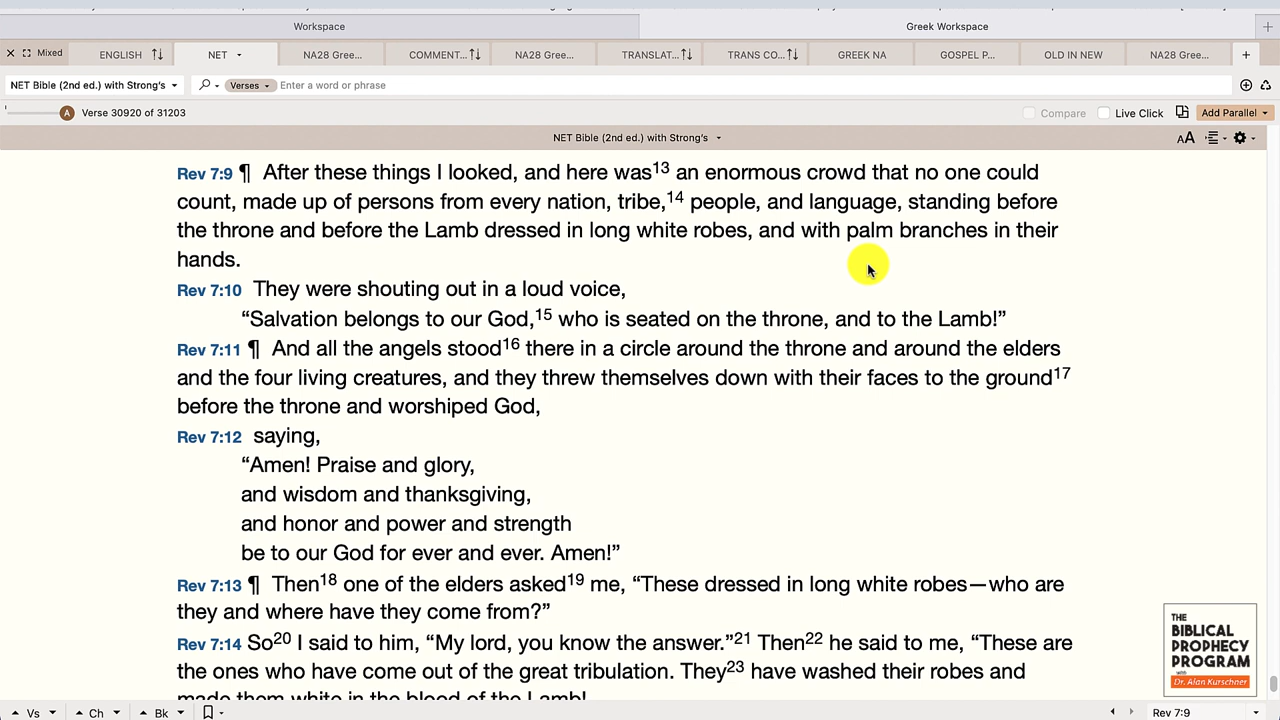 Workspace
Greek Workspace
Mixed
ENGLISH
NET
NA28 Gree...
COMMENT...
NA28 Gree...
TRANSLAT...
TRANS CO...
GREEK NA
GOSPEL P...
OLD IN NEW
NA28 Gree...
NET Bible (2nd ed.) with Strong's
Verses
Enter a word or phrase
A
Verse 30920 of 31203
Compare
Live Click
Add Parallel
NET Bible (2nd ed.) with Strong's
AA
Rev 7:9 ¶ After these things I looked, and here was13 an enormous crowd that no one could
count, made up of persons from every nation, tribe,14 people, and language, standing before
the throne and before the Lamb dressed in long white robes, and with palm branches in their
hands.
Rev 7:10 They were shouting out in a loud voice,
“Salvation belongs to our God,15 who is seated on the throne, and to the Lamb!”
Rev 7:11 ¶ And all the angels stood16 there in a circle around the throne and around the elders
and the four living creatures, and they threw themselves down with their faces to the ground17
before the throne and worshiped God,
Rev 7:12 saying,
“Amen! Praise and glory,
and wisdom and thanksgiving,
and honor and power and strength
be to our God for ever and ever. Amen!”
Rev 7:13 ¶ Then18 one of the elders asked19 me, “These dressed in long white robes—who are
they and where have they come from?”
Rev 7:14 So20 I said to him, “My lord, you know the answer.”21 Then22 he said to me, “These are
the ones who have come out of the great tribulation. They23 have washed their robes and
made them white in the blood of the Lamb!
THE
BIBLICAL
PROPHECY
PROGRAM
with
Dr. Alan Kurschner
Vs
Ch
Bk
Rev 7:9